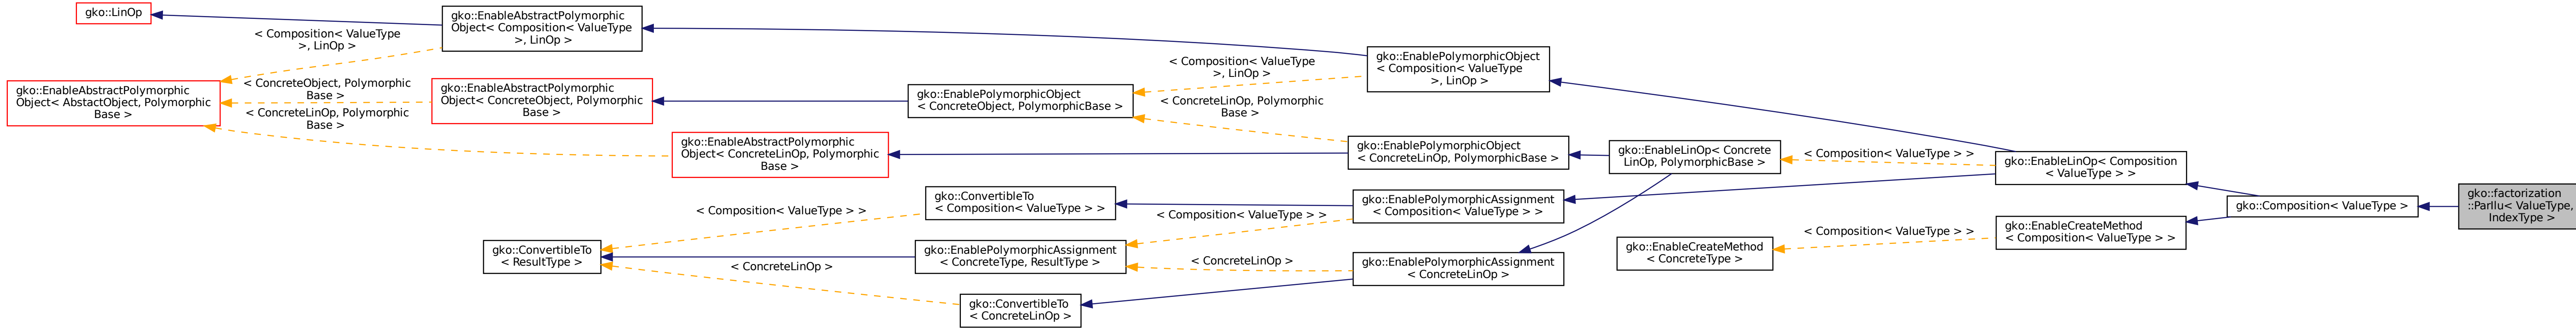 gko::LinOp
gko::EnableAbstractPolymorphic
Object< Composition< ValueType
>, LinOp >
< Composition< ValueType
>, LinOp >
gko::EnableAbstractPolymorphic
Object< AbstactObject, Polymorphic
Base >
< ConcreteObject, Polymorphic
Base >
< ConcreteLinOp, Polymorphic
Base >
gko::EnableAbstractPolymorphic
Object< ConcreteObject, Polymorphic
Base >
gko::EnableAbstractPolymorphic
Object< ConcreteLinOp, Polymorphic
Base >
gko::EnablePolymorphicObject
< ConcreteObject, PolymorphicBase >
< Composition< ValueType
>, LinOp >
< ConcreteLinOp, Polymorphic
Base >
gko::EnablePolymorphicObject
< Composition< ValueType
>, LinOp >
gko::EnablePolymorphicObject
< ConcreteLinOp, PolymorphicBase >
gko::EnableLinOp< Concrete
LinOp, PolymorphicBase >
< Composition< ValueType > >
gko::EnableLinOp< Composition
< ValueType > >
gko::ConvertibleTo
< ResultType >
< Composition< ValueType > >
gko::ConvertibleTo
< Composition< ValueType > >
gko::EnablePolymorphicAssignment
< ConcreteType, ResultType >
< ConcreteLinOp >
gko::ConvertibleTo
< ConcreteLinOp >
< Composition< ValueType > >
< ConcreteLinOp >
gko::EnablePolymorphicAssignment
< Composition< ValueType > >
gko::EnablePolymorphicAssignment
< ConcreteLinOp >
gko::EnableCreateMethod
< ConcreteType >
< Composition< ValueType > >
gko::EnableCreateMethod
< Composition< ValueType > >
gko::Composition< ValueType >
gko::factorization
::ParIlu< ValueType,
IndexType >